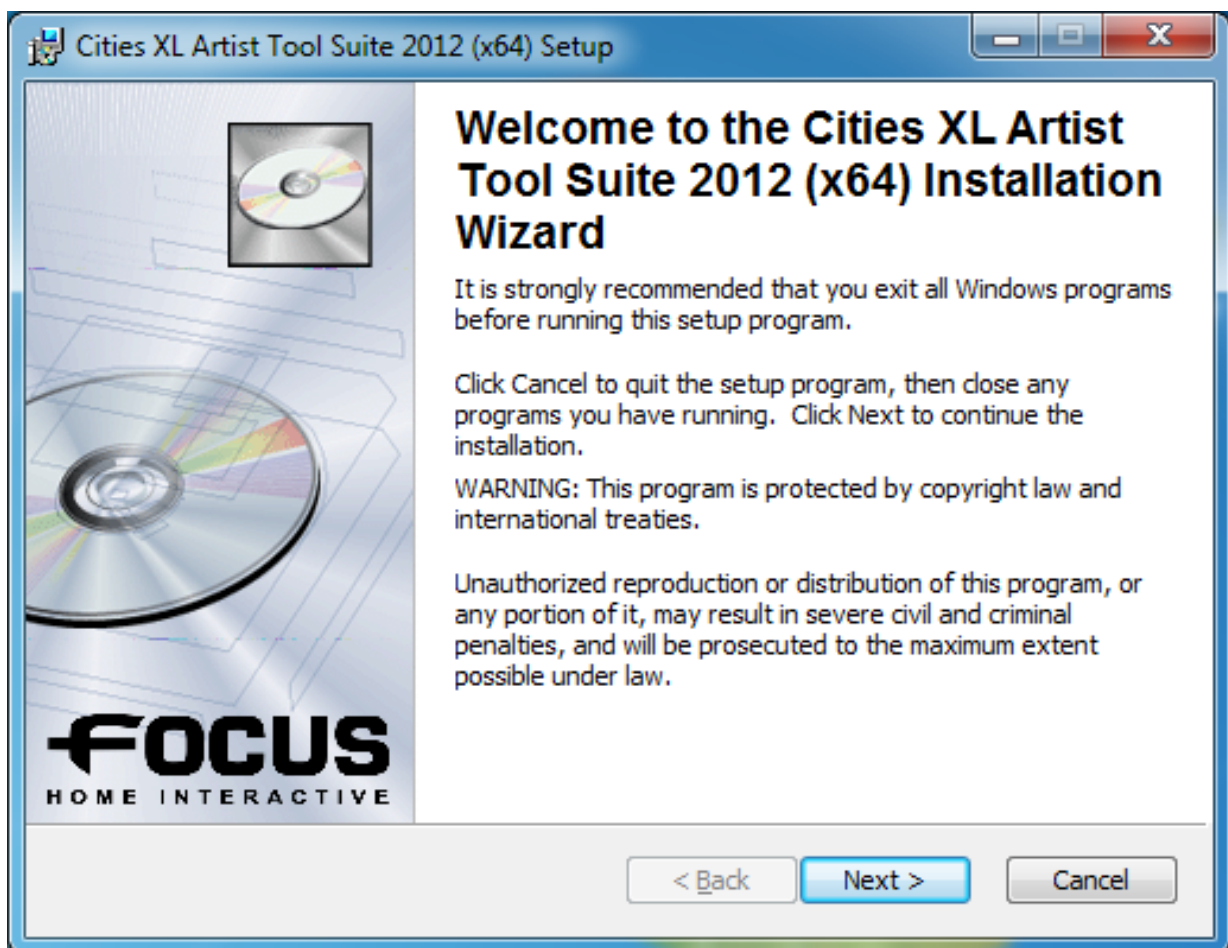 Cities XL Artist Tool Suite 2012 (x64) Setup
Welcome to the Cities XL Artist
Tool Suite 2012 (x64) Installation
Wizard
It is strongly recommended that you exit all Windows programs
before running this setup program.
Click Cancel to quit the setup program, then close any
programs you have running.  Click Next to continue the
installation.
WARNING: This program is protected by copyright law and
international treaties.
Unauthorized reproduction or distribution of this program, or
any portion of it, may result in severe civil and criminal
penalties, and will be prosecuted to the maximum extent
possible under law.
FOCUS
HOME INTERACTIVE
< Back
Next >
Cancel